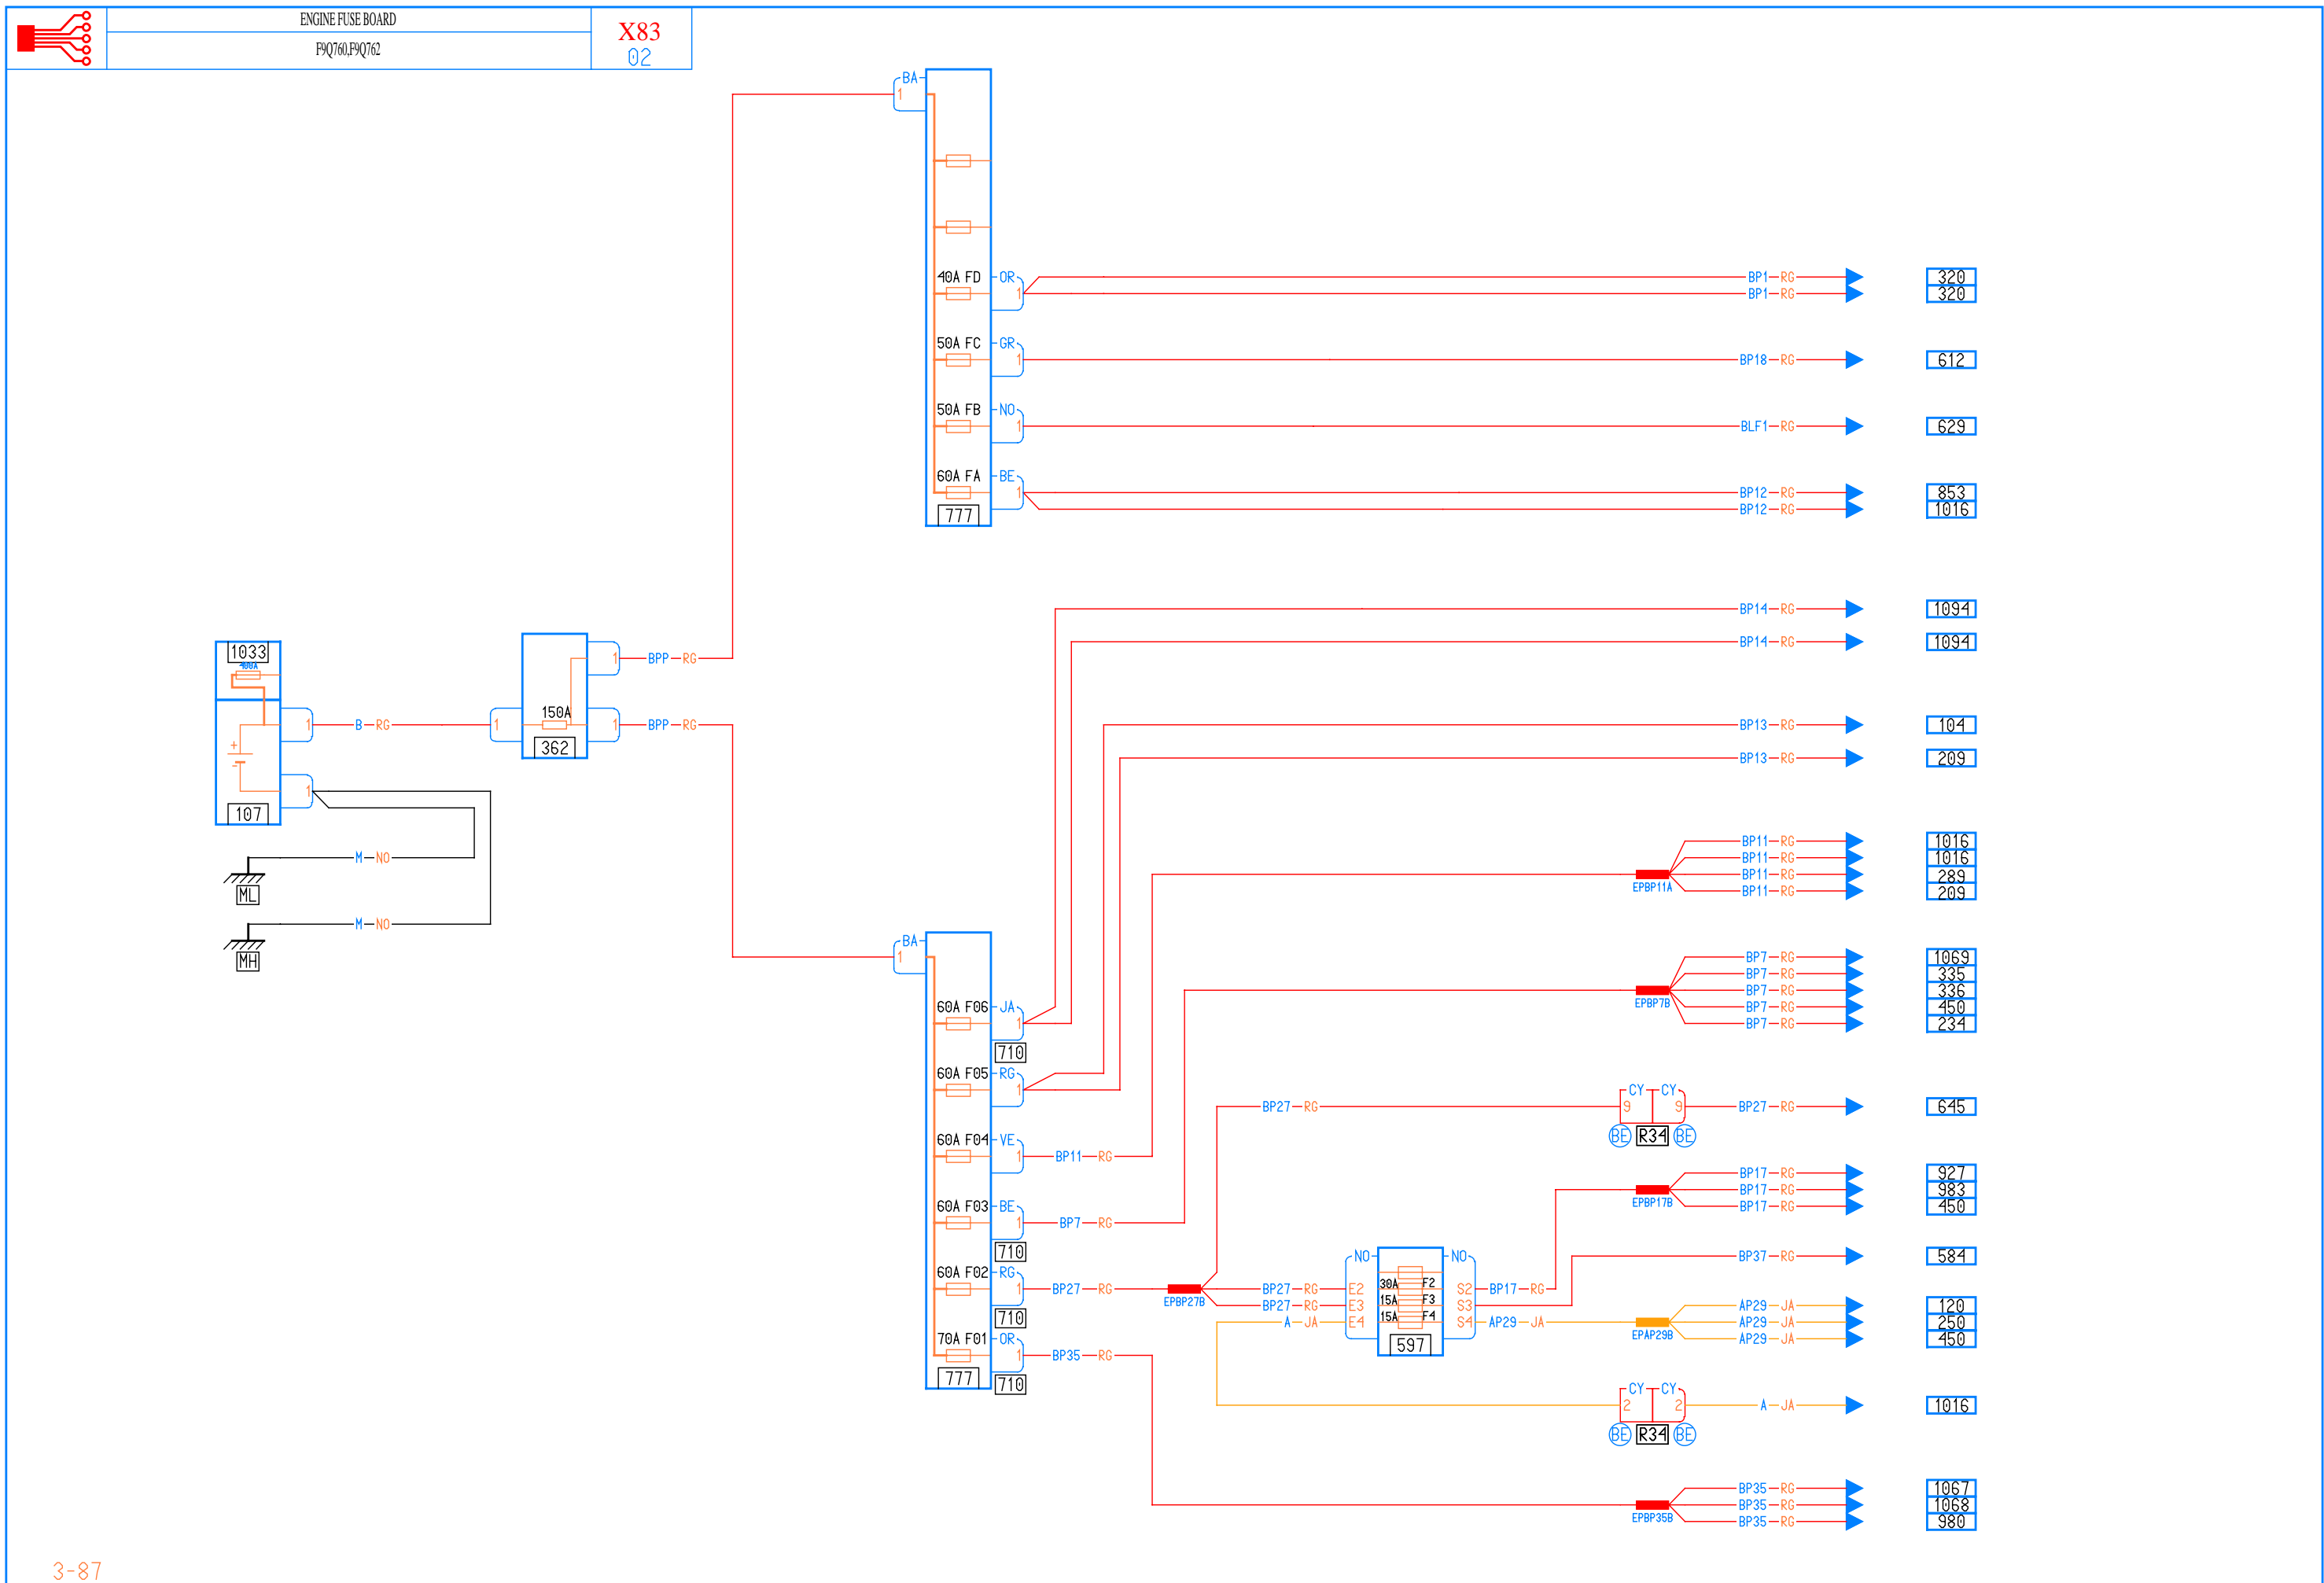 ENGINE FUSE BOARD
F9Q760,F9Q762
X83
02
BA
1
40A FD OR
1
BP1 RG 320
BP1 RG 320
50A FC GR
1 BP18 RG 612
50A FB NO
1 BLF1 RG 629
60A FA BE
1 BP12 RG 853
BP12 RG 1016
777
BP14 RG 1094
BP14 RG 1094
1033
400A
1 BPP RG
150A
1 B RG 1 1 BPP RG
362
107
1
M NO
ML
M NO
MH
BP13 RG 104
BP13 RG 209
BP11 RG 1016
BP11 RG 1016
BP11 RG 289
EPBP11A
BP11 RG 209
BA
1
BP7 RG 1069
BP7 RG 335
BP7 RG 336
EPBP7B
BP7 RG 450
BP7 RG 234
60A F06 JA
1
710
60A F05 RG
1
60A F04 VE
1 BP11 RG
60A F03 BE
1 BP7 RG
710
60A F02 RG
1 BP27 RG
EPBP27B
710
70A F01 OR
1 BP35 RG
777
710
CY CY
BP27 RG 9 9 BP27 RG 645
BE R34 BE
BP17 RG 927
BP17 RG 983
EPBP17B
BP17 RG 450
NO NO
BP37 RG 584
BP27 RG E2 30A F2 S2 BP17 RG
BP27 RG E3 15A F3 S3
A JA E4 15A F4 S4 AP29 JA
597
AP29 JA 120
AP29 JA 250
EPAP29B
AP29 JA 450
CY CY
2 2 A JA 1016
BE R34 BE
BP35 RG 1067
BP35 RG 1068
EPBP35B
BP35 RG 980
3-87